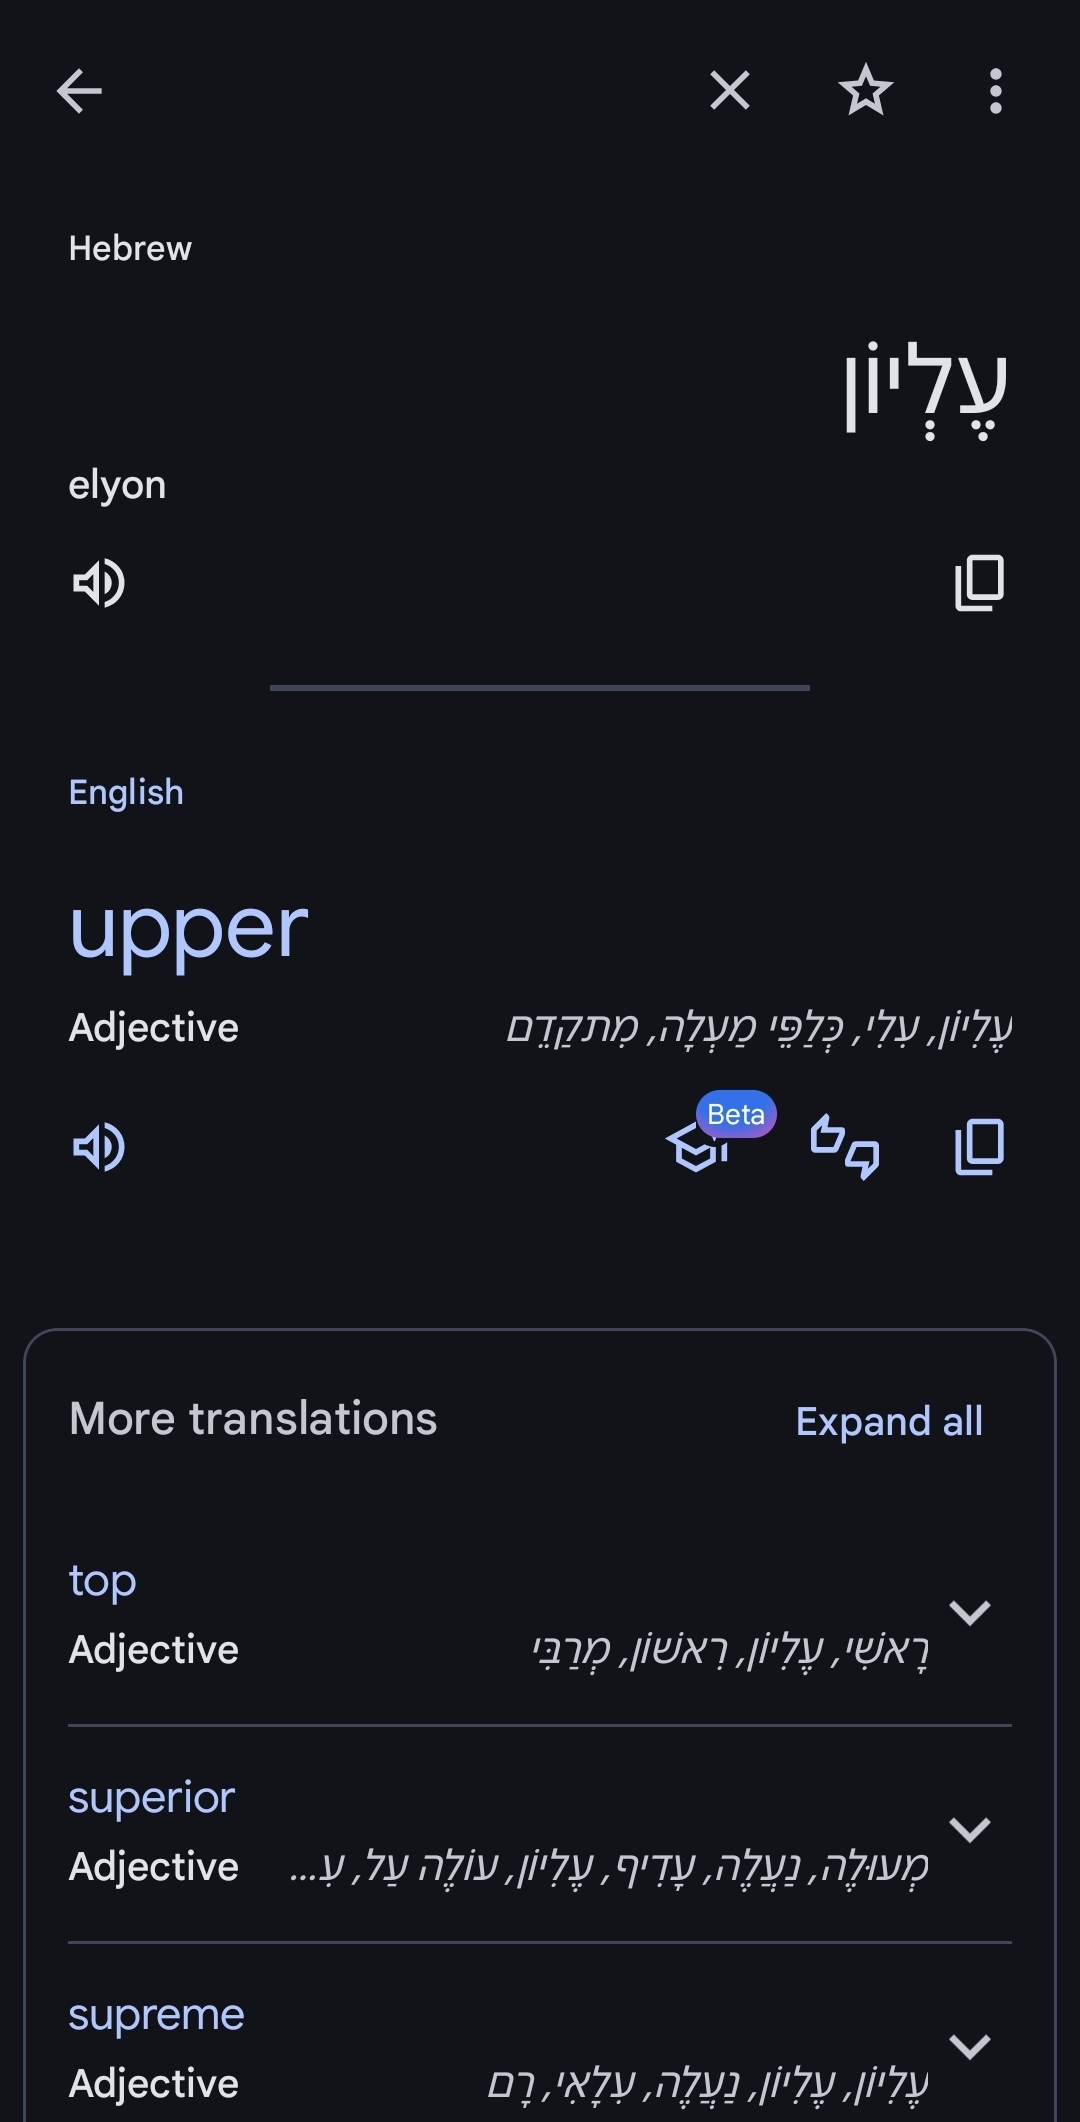 Hebrew
עֶלְיוֹן
elyon
English
upper
Adjective
עֶלִיוֹן, עִלִי, כְּלַפֵּי מַעְלָה, מִתקַדֵם
Beta
More translations
Expand all
top
Adjective
רָאשִׁי, עֶלִיוֹן, רִאשׁוֹן, מְרַבִּי
superior
Adjective
מְעוּלֶה, נַעֲלֶה, עָדִיף, עֶלִיוֹן, עוֹלֶה עַל, עִ...
supreme
Adjective
עֶלִיוֹן, עֶלִיוֹן, נַעֲלֶה, עִלָאִי, רָם